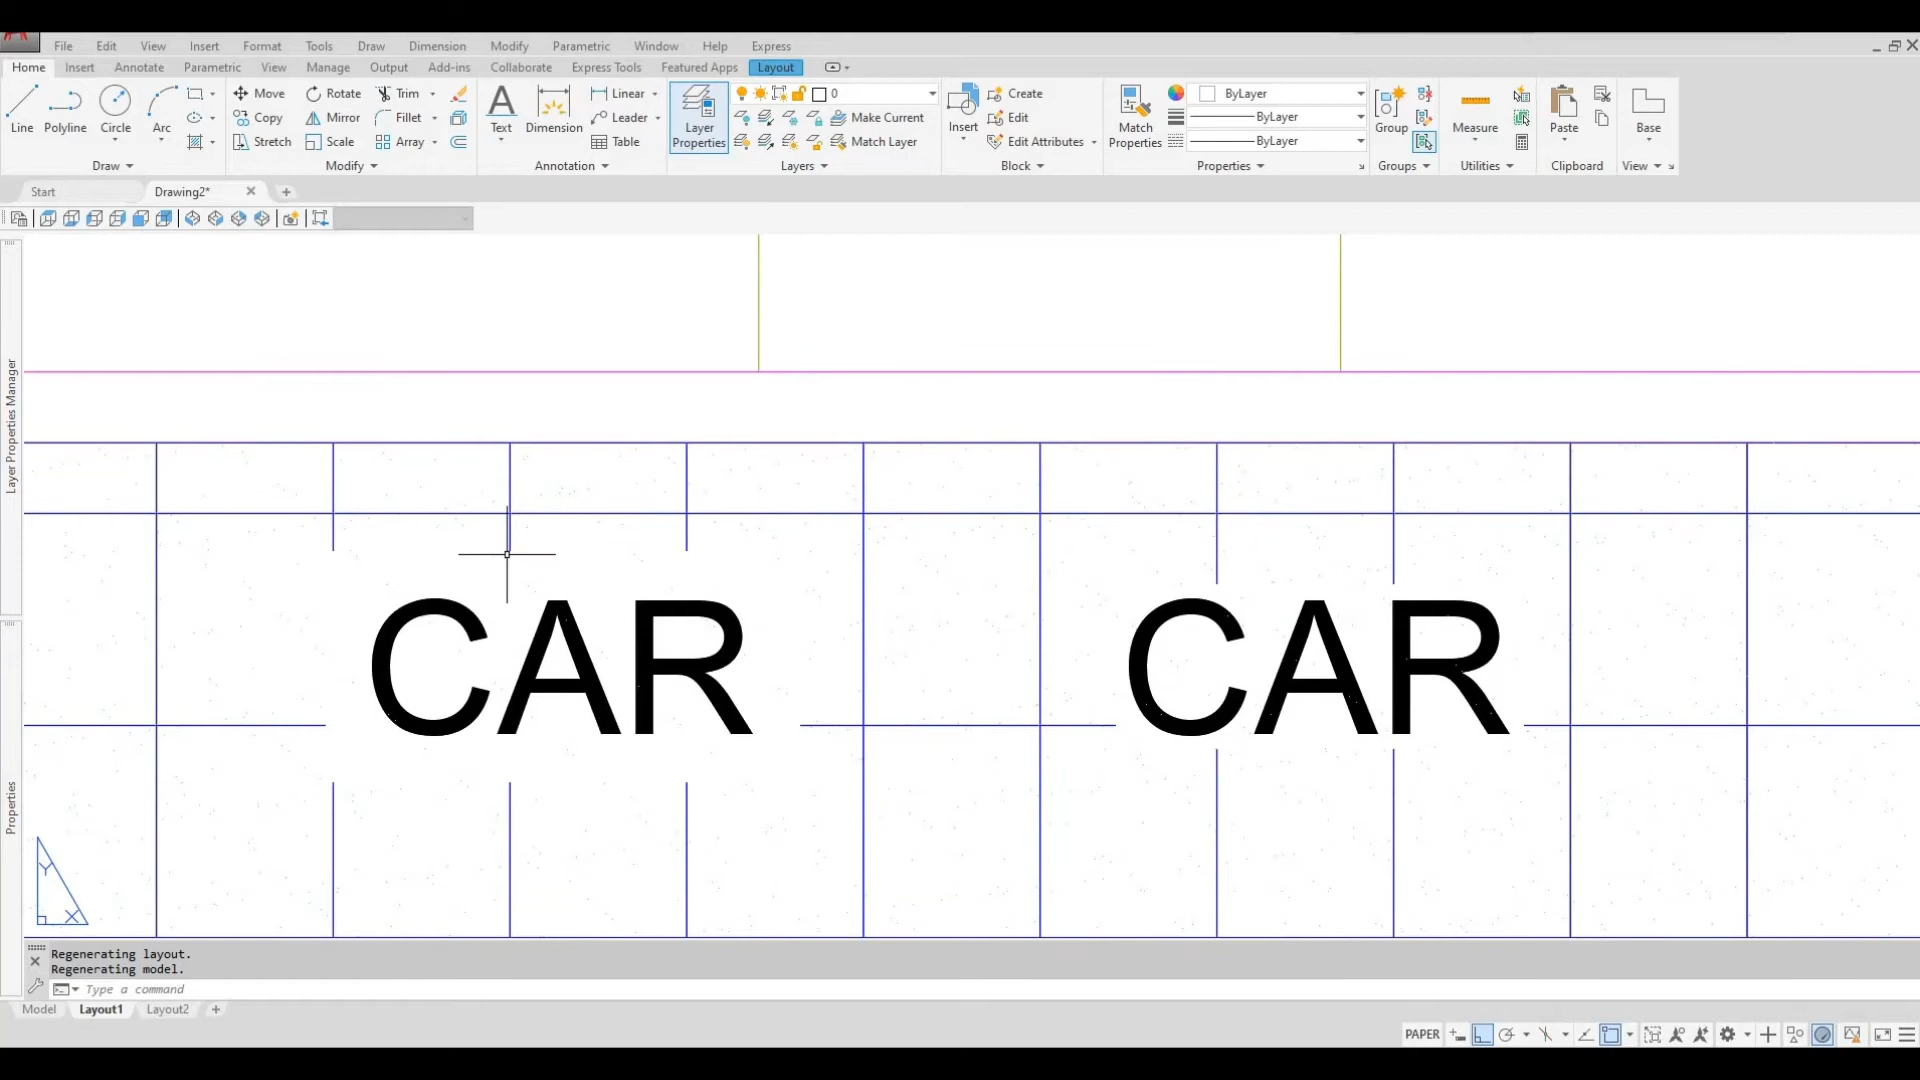 File Edit View Insert Format Tools Draw Dimension Modify Parametric Window Help Express
Home Insert Annotate Parametric View Manage Output Add-ins Collaborate Express Tools Featured Apps Layout
Line Polyline Circle Arc
Move Rotate Trim
Copy Mirror Fillet
Stretch Scale Array
Text Dimension
Linear
Leader
Table
Layer Properties
0
Make Current
Match Layer
Insert
Create
Edit
Edit Attributes
Match Properties
ByLayer
ByLayer
ByLayer
Group
Measure
Paste
Base
Draw Modify Annotation Layers Block Properties Groups Utilities Clipboard View
Start Drawing2*
Layer Properties Manager
CAR CAR
Properties
Y
X
Regenerating layout.
Regenerating model.
Type a command
Model Layout1 Layout2
PAPER